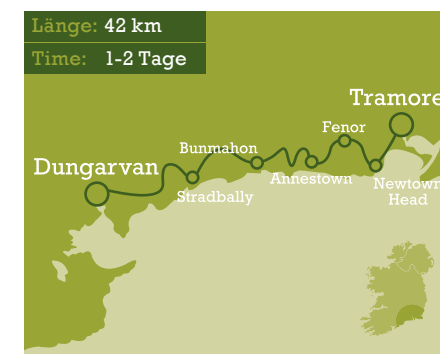 Länge: 42 km
Time: 1-2 Tage
Tramore
Fenor
Bunmahon
Dungarvan
Annestown
Newtown
Head
Stradbally